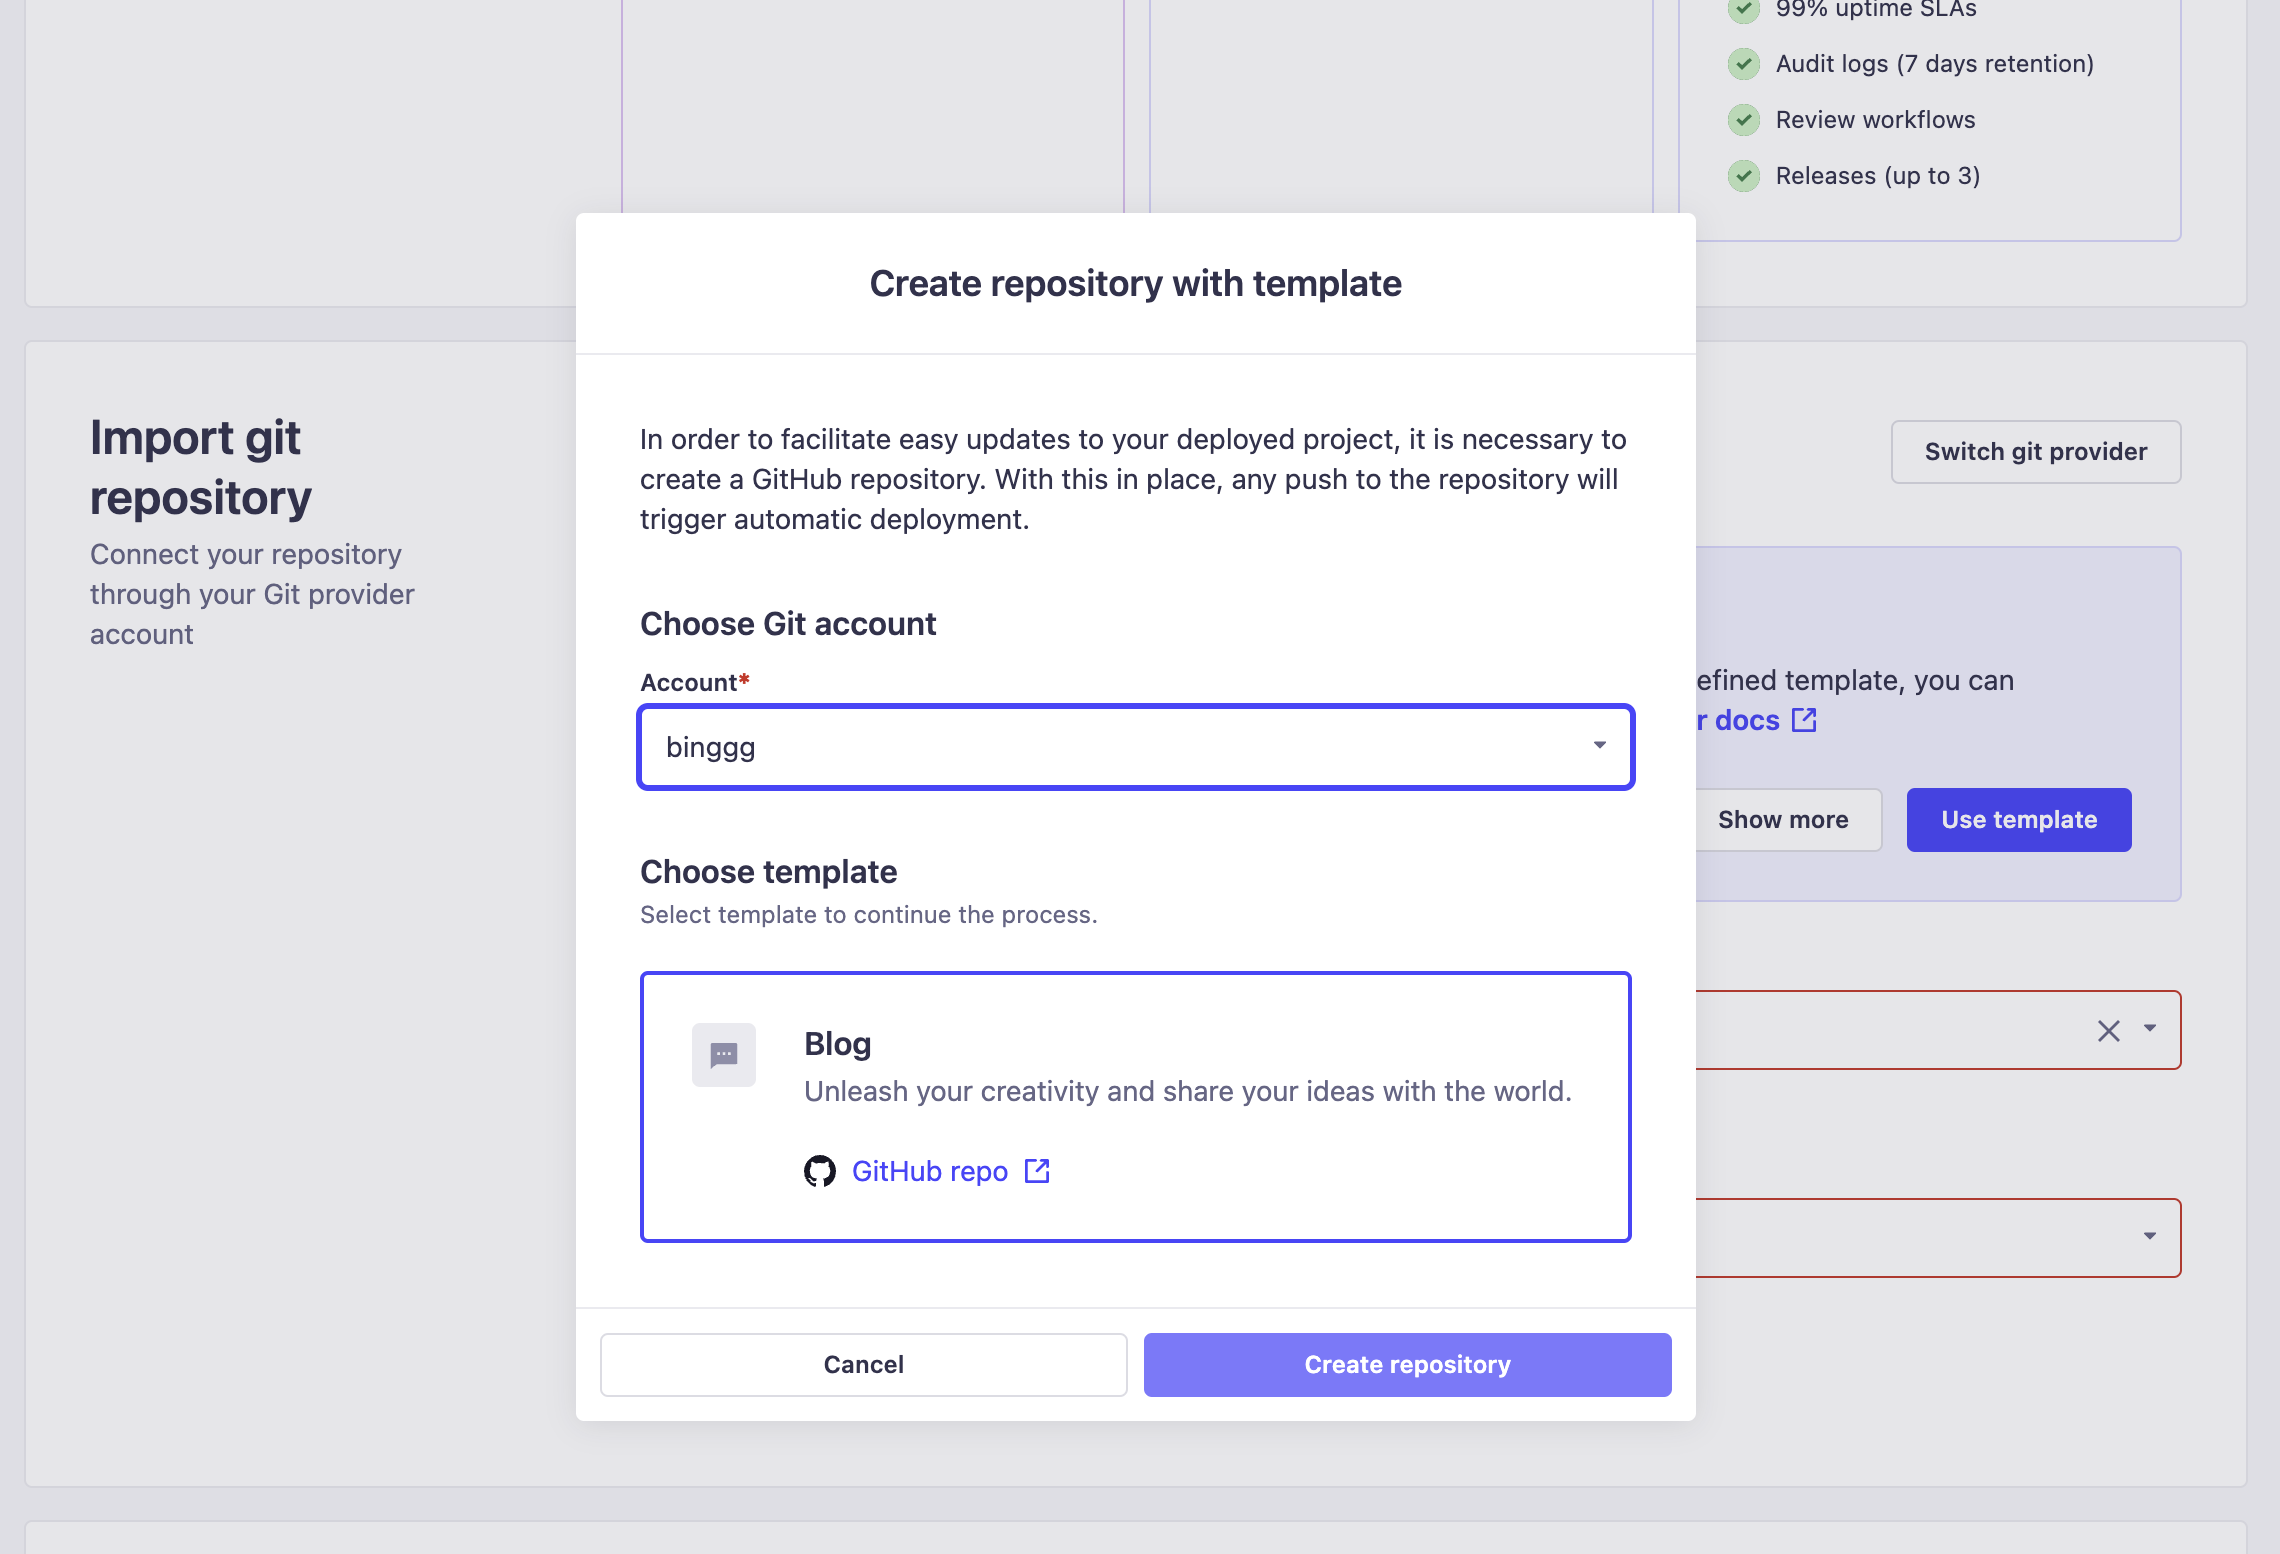 99% uptime SLAs
Audit logs (7 days retention)
Review workflows
Releases (up to 3)
Import git
repository
Connect your repository
through your Git provider
account
Switch git provider
efined template, you can
r docs
Show more
Use template
Create repository with template
In order to facilitate easy updates to your deployed project, it is necessary to
create a GitHub repository. With this in place, any push to the repository will
trigger automatic deployment.
Choose Git account
Account*
binggg
Choose template
Select template to continue the process.
Blog
Unleash your creativity and share your ideas with the world.
GitHub repo
Cancel
Create repository